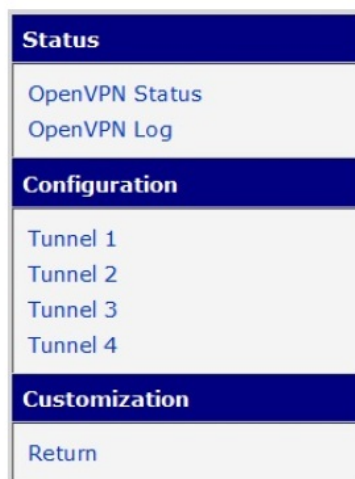 Status
OpenVPN Status
OpenVPN Log
Configuration
Tunnel 1
Tunnel 2
Tunnel 3
Tunnel 4
Customization
Return